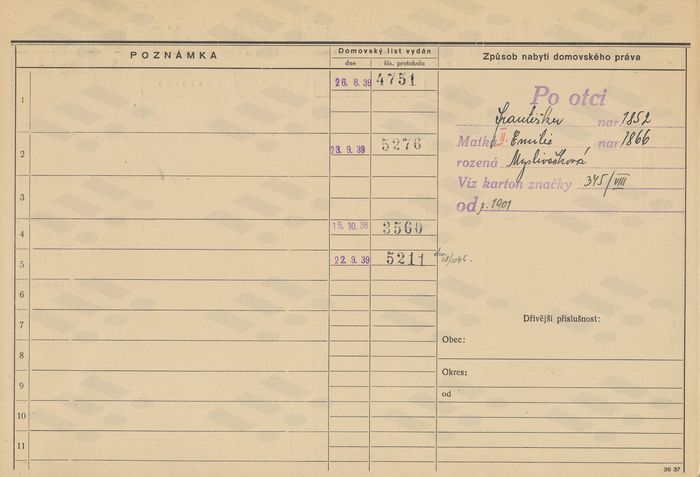 POZNÁMKA
Domovský list vydán
dne
čís. protokolu
Způsob nabytí domovského práva
1
26. 8. 39 4751
Po otci
Františku nar 1852
2
23. 9. 39 5276
Matka II. Emilie nar 1866
rozená Myslivečková
Viz karton značky 345/VIII
3
od r. 1901
4
15. 10. 38 3560
5
22. 9. 39 5211
6
7
Dřívější příslušnost:
Obec:
8
Okres:
9
od
10
11
36 37